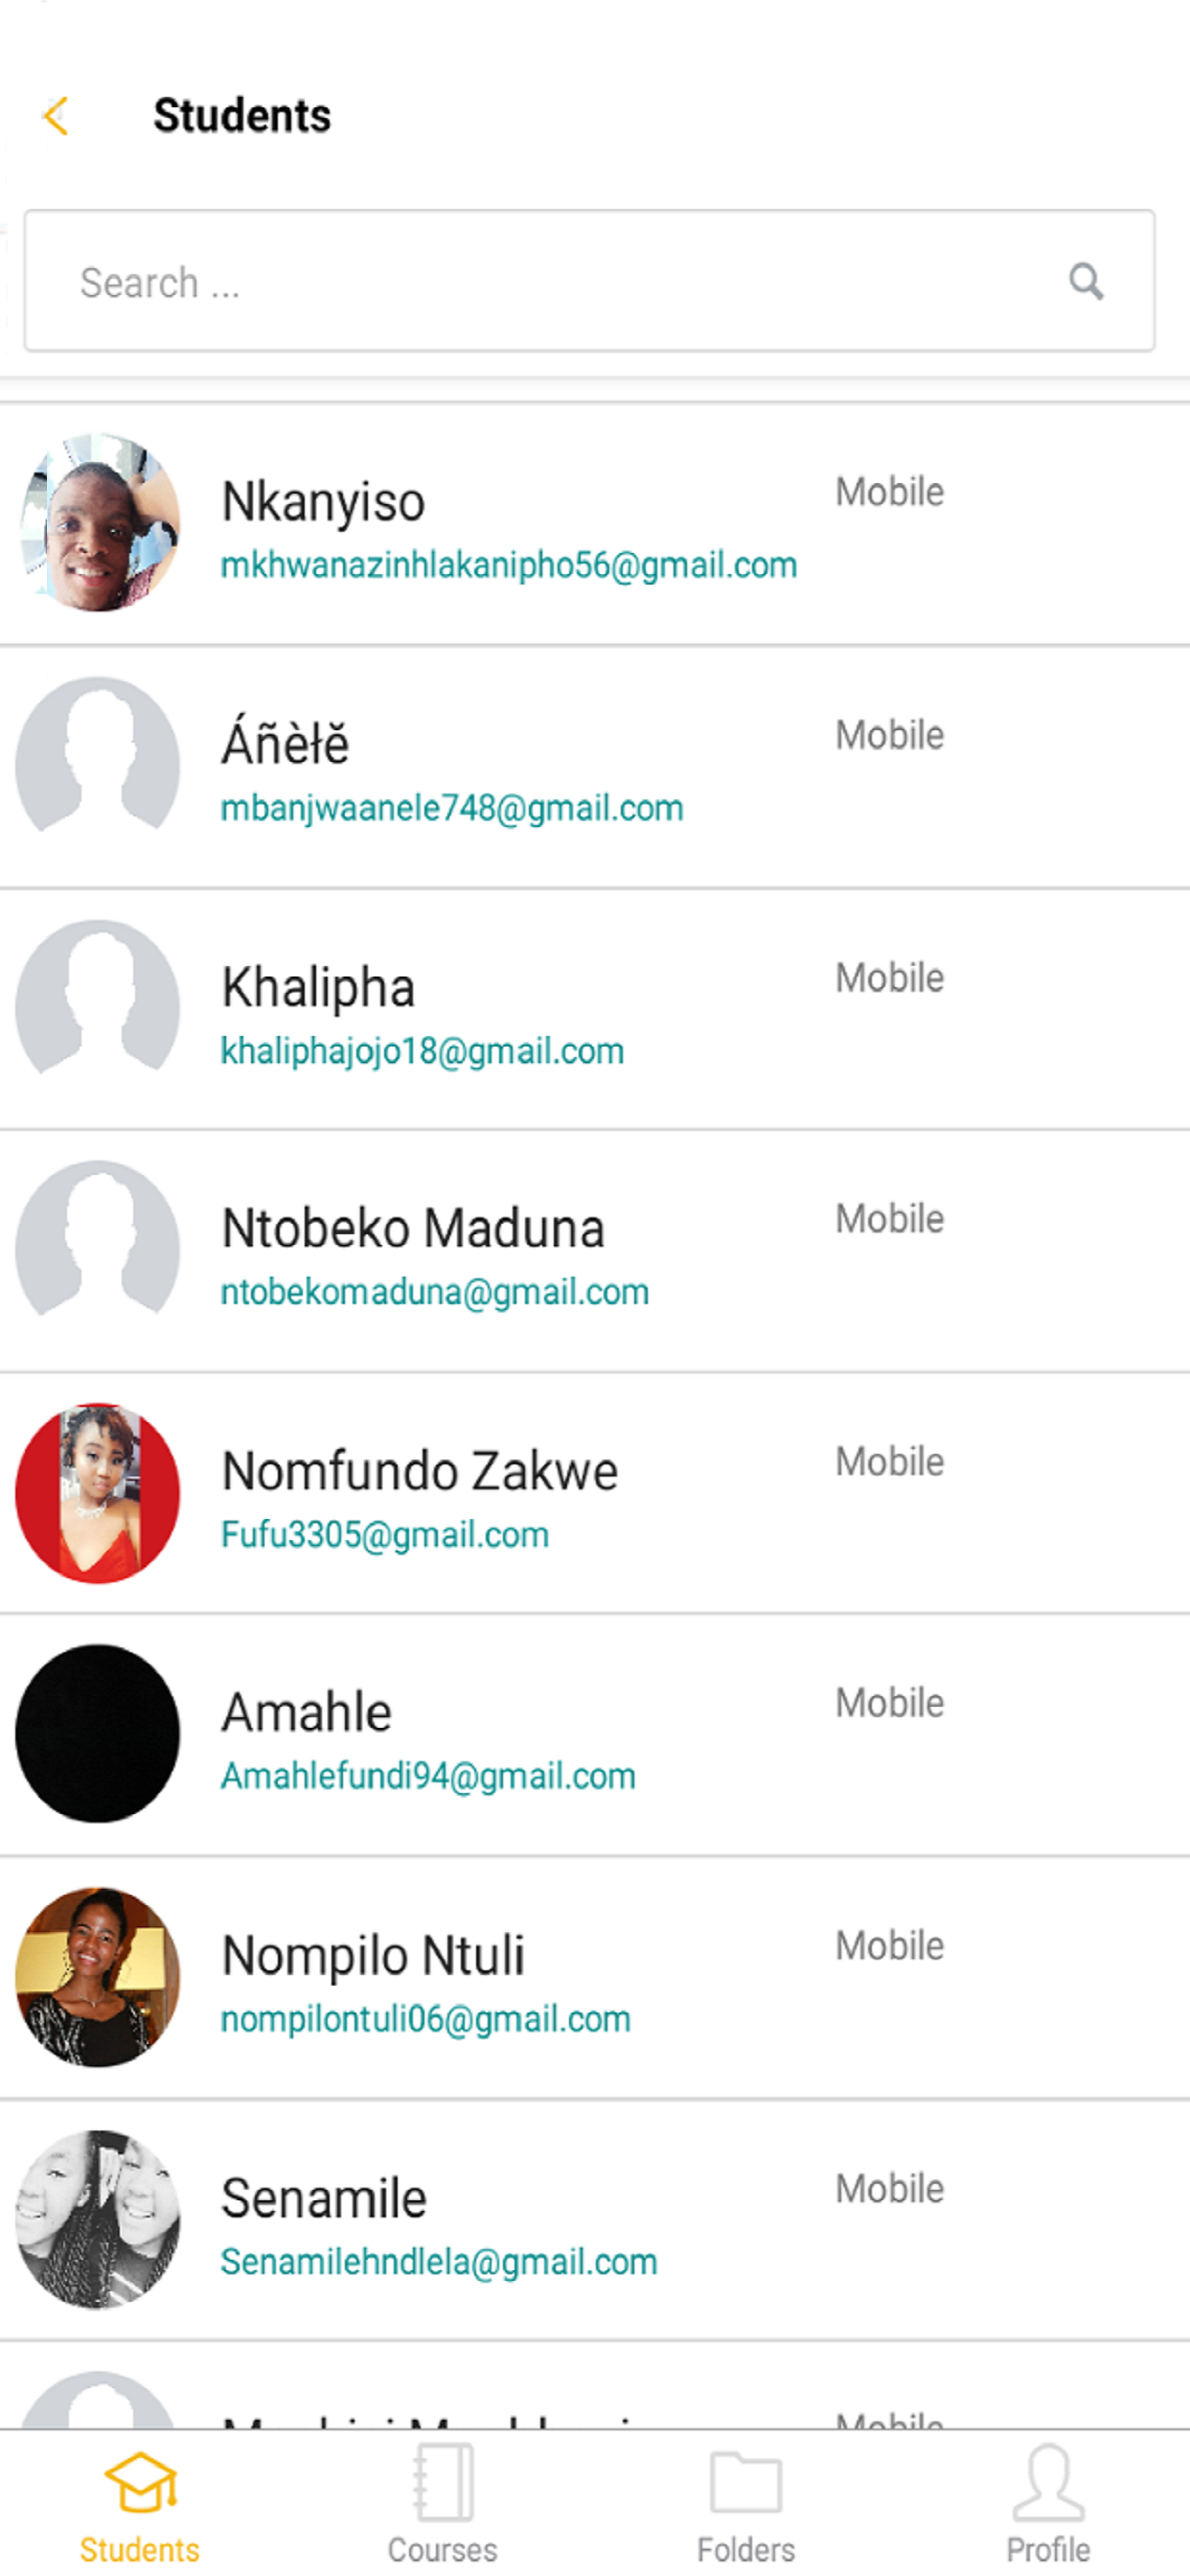 Students
Search ...
Nkanyiso
Mobile
mkhwanazinhlakanipho56@gmail.com
Áñèłĕ
Mobile
mbanjwaanele748@gmail.com
Khalipha
Mobile
khaliphajojo18@gmail.com
Ntobeko Maduna
Mobile
ntobekomaduna@gmail.com
Nomfundo Zakwe
Mobile
Fufu3305@gmail.com
Amahle
Mobile
Amahlefundi94@gmail.com
Nompilo Ntuli
Mobile
nompilontuli06@gmail.com
Senamile
Mobile
Senamilehndlela@gmail.com
Mobile
Students
Courses
Folders
Profile